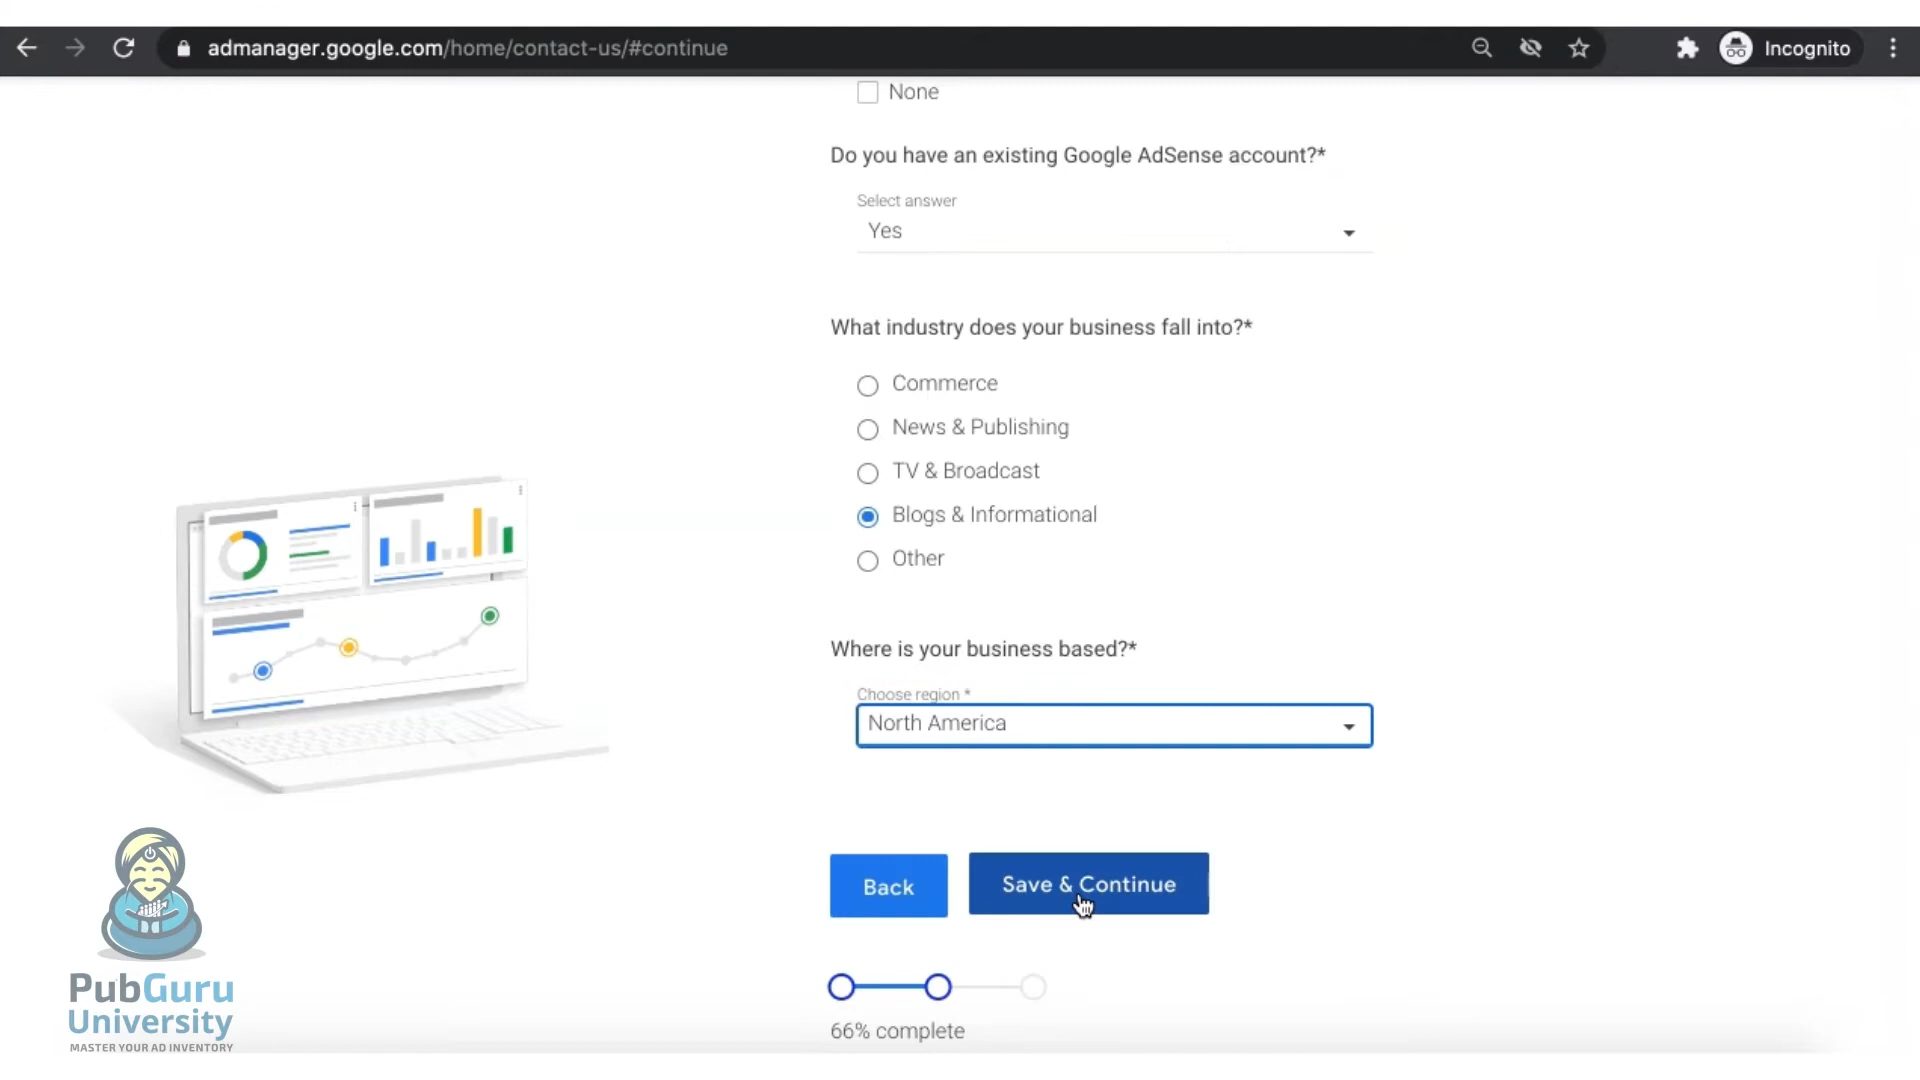 admanager.google.com/home/contact-us/#continue
Incognito
None
Do you have an existing Google AdSense account?*
Select answer
Yes
What industry does your business fall into?*
Commerce
News & Publishing
TV & Broadcast
Blogs & Informational
Other
Where is your business based?*
Choose region *
North America
Back
Save & Continue
66% complete
PubGuru
University
MASTER YOUR AD INVENTORY